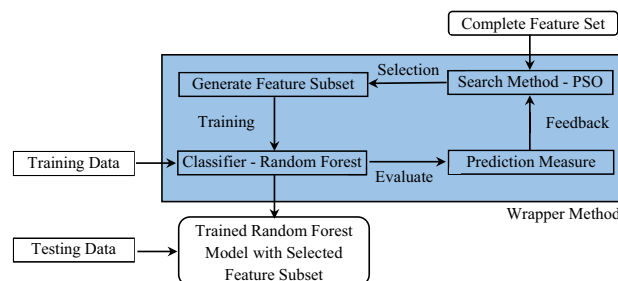 Complete Feature Set
Selection
Generate Feature Subset
Search Method - PSO
Training
Feedback
Training Data
Classifier - Random Forest
Evaluate
Prediction Measure
Wrapper Method
Testing Data
Trained Random Forest
Model with Selected
Feature Subset